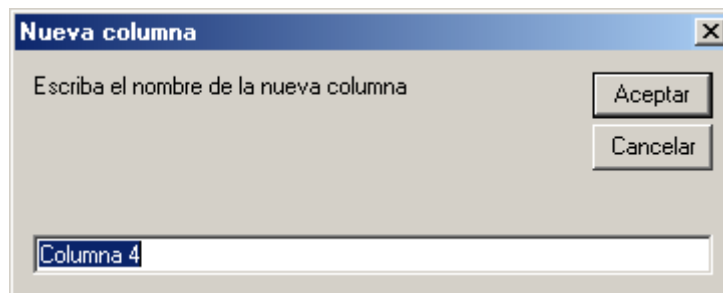 Nueva columna
Escriba el nombre de la nueva columna
Aceptar
Cancelar
Columna 4